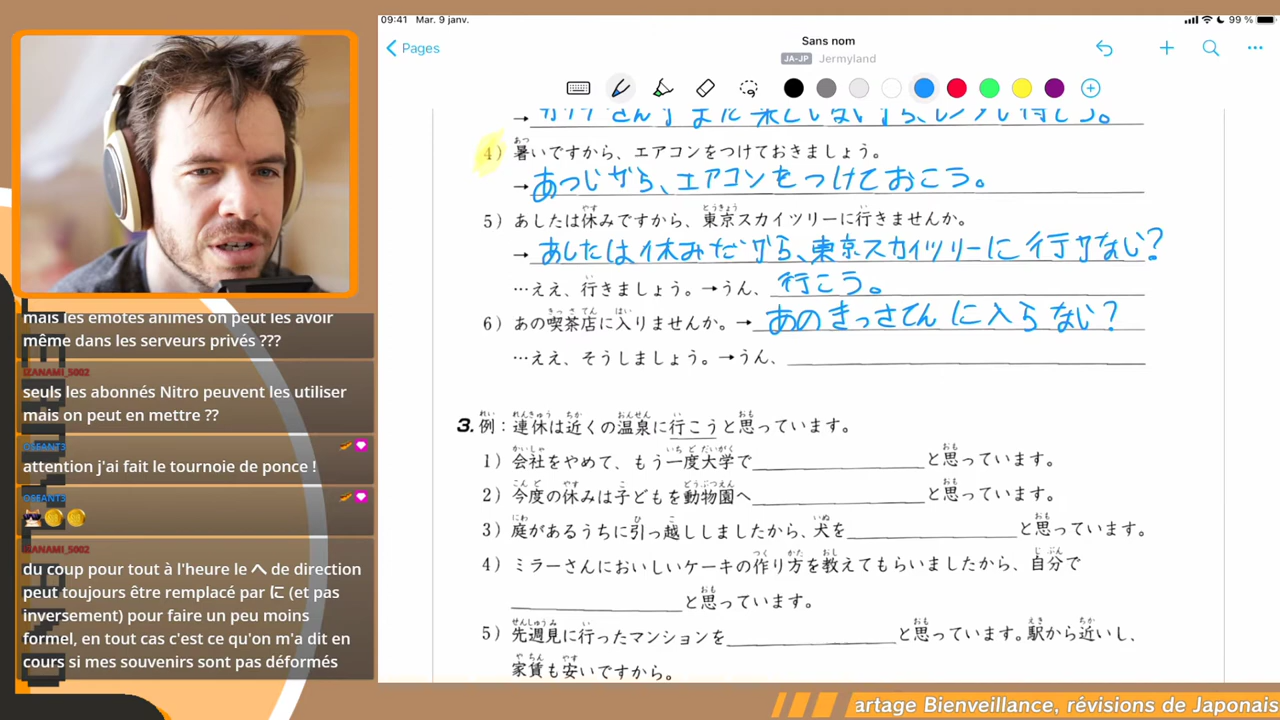 09:41 Mar. 9 janv.
99 %
Pages
Sans nom
JA-JP Jermyland
4) 暑いですから、エアコンをつけておきましょう。
→ あついから、エアコンをつけておこう。
5) あしたは休みですから、東京スカイツリーに行きませんか。
→ あしたは休みだから、東京スカイツリーに行かない?
…ええ、行きましょう。→うん、行こう。
6) あの喫茶店に入りませんか。→ あのきっさてんに入らない?
…ええ、そうしましょう。→うん、
3. 例：連休は近くの温泉に行こうと思っています。
1) 会社をやめて、もう一度大学で と思っています。
2) 今度の休みは子どもを動物園へ と思っています。
3) 庭があるうちに引っ越ししましたから、犬を と思っています。
4) ミラーさんにおいしいケーキの作り方を教えてもらいましたから、自分で
と思っています。
5) 先週見に行ったマンションを と思っています。駅から近いし、
家賃も安いですから。
mais les emotes animés on peut les avoir
même dans les serveurs privés ???
IZANAMI_5002
seuls les abonnés Nitro peuvent les utiliser
mais on peut en mettre ??
attention j'ai fait le tournoie de ponce !
du coup pour tout à l'heure le へ de direction
peut toujours être remplacé par に (et pas
inversement) pour faire un peu moins
formel, en tout cas c'est ce qu'on m'a dit en
cours si mes souvenirs sont pas déformés
artage Bienveillance, révisions de Japonais